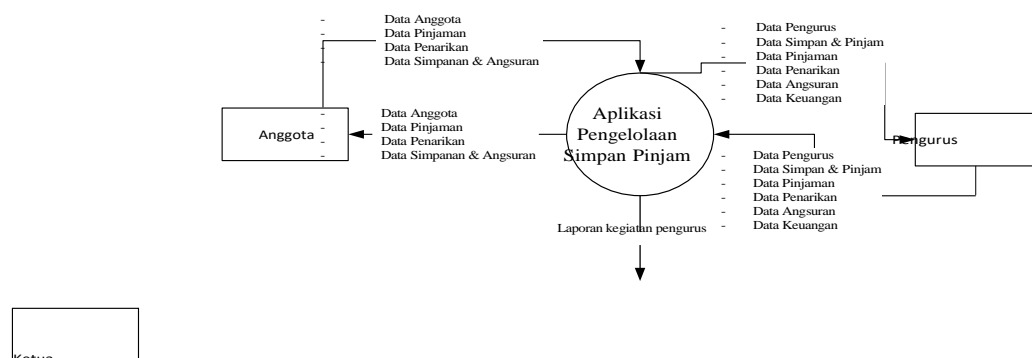 - Data Anggota
- Data Pinjaman
- Data Penarikan
- Data Simpanan & Angsuran
- Data Pengurus
- Data Simpan & Pinjam
- Data Pinjaman
- Data Penarikan
- Data Angsuran
- Data Keuangan
Anggota
- Data Anggota
- Data Pinjaman
- Data Penarikan
- Data Simpanan & Angsuran
Aplikasi
Pengelolaan
Simpan Pinjam
Pengurus
- Data Pengurus
- Data Simpan & Pinjam
- Data Pinjaman
- Data Penarikan
- Data Angsuran
- Data Keuangan
Laporan kegiatan pengurus
Ketua